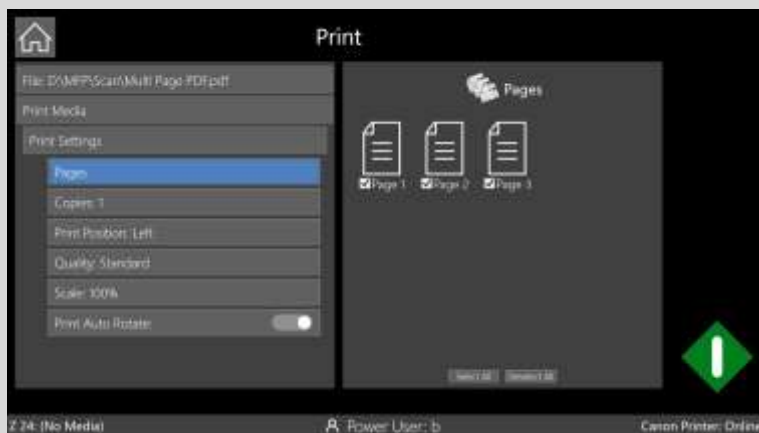 Print
File: D:\MFP\Scan\Multi Page PDF.pdf
Print Media
Print Settings
Pages
Copies: 1
Print Position: Left
Quality: Standard
Scale: 100%
Print Auto Rotate
Pages
Page 1 Page 2 Page 3
Select All
Z 24: (No Media) Power User: b Canon Printer: Online